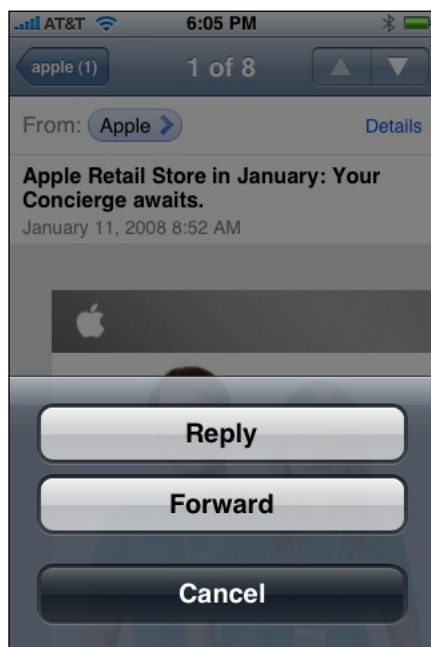 AT&T 6:05 PM
apple (1) 1 of 8
From: Apple Details
Apple Retail Store in January: Your
Concierge awaits.
January 11, 2008 8:52 AM
Reply
Forward
Cancel